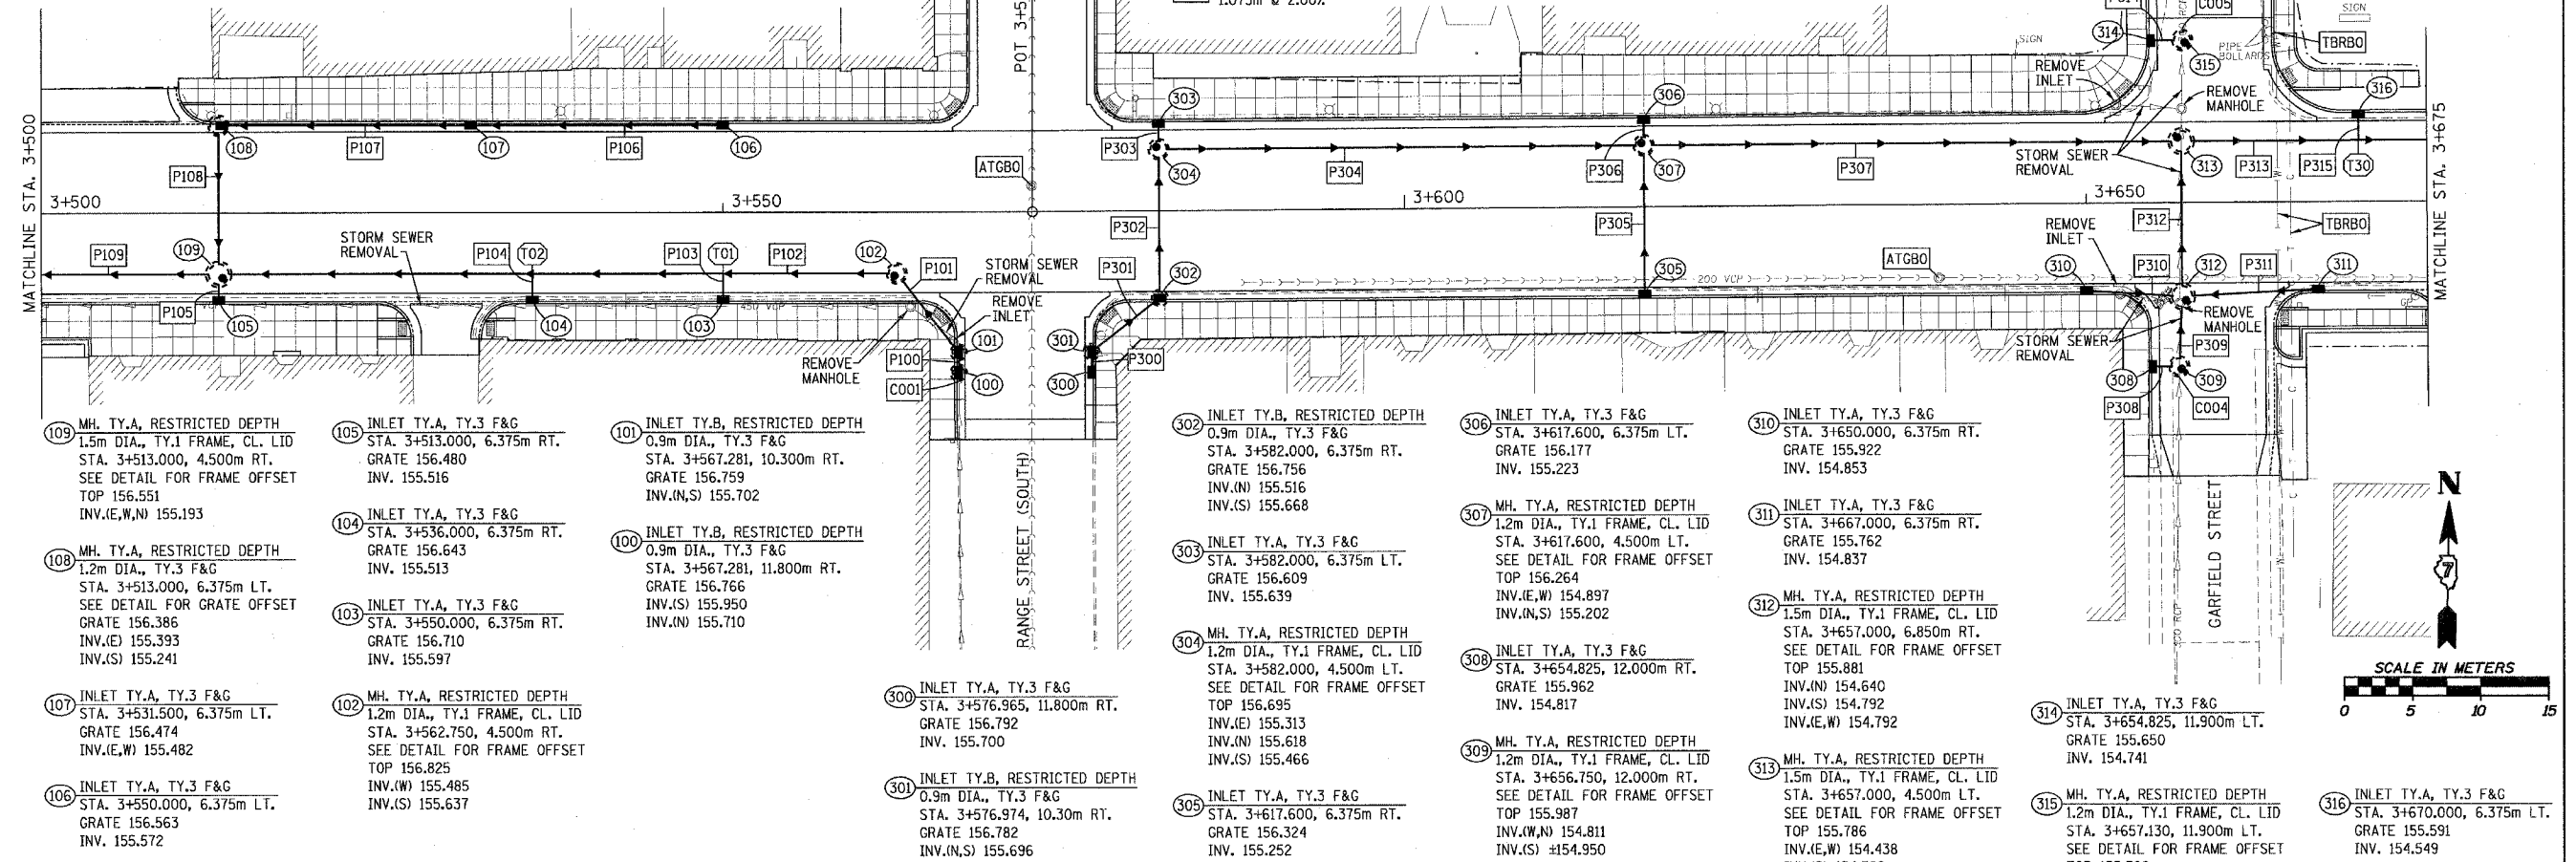 1.075m @ 2.00%
POT 3+5
C005
SIGN
SIGN
314
315
PIPE
BOLLARDS
TBRBO
REMOVE
INLET
REMOVE
MANHOLE
316
303
306
MATCHLINE STA. 3+500
MATCHLINE STA. 3+675
108
P107
107
P106
106
P108
ATGBO
P303
304
P304
P306
307
P307
STORM SEWER
REMOVAL
313
P313
P315
T30
3+500
3+550
3+600
3+650
P302
P305
P312
TBRBO
REMOVE
INLET
P109
109
STORM SEWER
REMOVAL
P104
T02
P103
T01
P102
102
P101
STORM SEWER
REMOVAL
REMOVE
INLET
P301
302
305
200 VCP
ATGBO
310
P310
312
P311
311
P105
105
104
450 VCP
103
REMOVE
MANHOLE
101
P100
100
C001
301
300
P300
REMOVE
MANHOLE
STORM SEWER
REMOVAL
P309
308
309
P308
C004
RANGE STREET (SOUTH)
GARFIELD STREET
109 MH. TY.A, RESTRICTED DEPTH
1.5m DIA., TY.1 FRAME, CL. LID
STA. 3+513.000, 4.500m RT.
SEE DETAIL FOR FRAME OFFSET
TOP 156.551
INV.(E,W,N) 155.193
108 MH. TY.A, RESTRICTED DEPTH
1.2m DIA., TY.3 F&G
STA. 3+513.000, 6.375m LT.
SEE DETAIL FOR GRATE OFFSET
GRATE 156.386
INV.(E) 155.393
INV.(S) 155.241
107 INLET TY.A, TY.3 F&G
STA. 3+531.500, 6.375m LT.
GRATE 156.474
INV.(E,W) 155.482
106 INLET TY.A, TY.3 F&G
STA. 3+550.000, 6.375m LT.
GRATE 156.563
INV. 155.572
105 INLET TY.A, TY.3 F&G
STA. 3+513.000, 6.375m RT.
GRATE 156.480
INV. 155.516
104 INLET TY.A, TY.3 F&G
STA. 3+536.000, 6.375m RT.
GRATE 156.643
INV. 155.513
103 INLET TY.A, TY.3 F&G
STA. 3+550.000, 6.375m RT.
GRATE 156.710
INV. 155.597
102 MH. TY.A, RESTRICTED DEPTH
1.2m DIA., TY.1 FRAME, CL. LID
STA. 3+562.750, 4.500m RT.
SEE DETAIL FOR FRAME OFFSET
TOP 156.825
INV.(W) 155.485
INV.(S) 155.637
101 INLET TY.B, RESTRICTED DEPTH
0.9m DIA., TY.3 F&G
STA. 3+567.281, 10.300m RT.
GRATE 156.759
INV.(N,S) 155.702
100 INLET TY.B, RESTRICTED DEPTH
0.9m DIA., TY.3 F&G
STA. 3+567.281, 11.800m RT.
GRATE 156.766
INV.(S) 155.950
INV.(N) 155.710
300 INLET TY.A, TY.3 F&G
STA. 3+576.965, 11.800m RT.
GRATE 156.792
INV. 155.700
301 INLET TY.B, RESTRICTED DEPTH
0.9m DIA., TY.3 F&G
STA. 3+576.974, 10.30m RT.
GRATE 156.782
INV.(N,S) 155.696
302 INLET TY.B, RESTRICTED DEPTH
0.9m DIA., TY.3 F&G
STA. 3+582.000, 6.375m RT.
GRATE 156.756
INV.(N) 155.516
INV.(S) 155.668
303 INLET TY.A, TY.3 F&G
STA. 3+582.000, 6.375m LT.
GRATE 156.609
INV. 155.639
304 MH. TY.A, RESTRICTED DEPTH
1.2m DIA., TY.1 FRAME, CL. LID
STA. 3+582.000, 4.500m LT.
SEE DETAIL FOR FRAME OFFSET
TOP 156.695
INV.(E) 155.313
INV.(N) 155.618
INV.(S) 155.466
305 INLET TY.A, TY.3 F&G
STA. 3+617.600, 6.375m RT.
GRATE 156.324
INV. 155.252
306 INLET TY.A, TY.3 F&G
STA. 3+617.600, 6.375m LT.
GRATE 156.177
INV. 155.223
307 MH. TY.A, RESTRICTED DEPTH
1.2m DIA., TY.1 FRAME, CL. LID
STA. 3+617.600, 4.500m LT.
SEE DETAIL FOR FRAME OFFSET
TOP 156.264
INV.(E,W) 154.897
INV.(N,S) 155.202
308 INLET TY.A, TY.3 F&G
STA. 3+654.825, 12.000m RT.
GRATE 155.962
INV. 154.817
309 MH. TY.A, RESTRICTED DEPTH
1.2m DIA., TY.1 FRAME, CL. LID
STA. 3+656.750, 12.000m RT.
SEE DETAIL FOR FRAME OFFSET
TOP 155.987
INV.(W,N) 154.811
INV.(S) ±154.950
310 INLET TY.A, TY.3 F&G
STA. 3+650.000, 6.375m RT.
GRATE 155.922
INV. 154.853
311 INLET TY.A, TY.3 F&G
STA. 3+667.000, 6.375m RT.
GRATE 155.762
INV. 154.837
312 MH. TY.A, RESTRICTED DEPTH
1.5m DIA., TY.1 FRAME, CL. LID
STA. 3+657.000, 6.850m RT.
SEE DETAIL FOR FRAME OFFSET
TOP 155.881
INV.(N) 154.640
INV.(S) 154.792
INV.(E,W) 154.792
313 MH. TY.A, RESTRICTED DEPTH
1.5m DIA., TY.1 FRAME, CL. LID
STA. 3+657.000, 4.500m LT.
SEE DETAIL FOR FRAME OFFSET
TOP 155.786
INV.(E,W) 154.438
314 INLET TY.A, TY.3 F&G
STA. 3+654.825, 11.900m LT.
GRATE 155.650
INV. 154.741
315 MH. TY.A, RESTRICTED DEPTH
1.2m DIA., TY.1 FRAME, CL. LID
STA. 3+657.130, 11.900m LT.
SEE DETAIL FOR FRAME OFFSET
316 INLET TY.A, TY.3 F&G
STA. 3+670.000, 6.375m LT.
GRATE 155.591
INV. 154.549
N
7
SCALE IN METERS
0 5 10 15